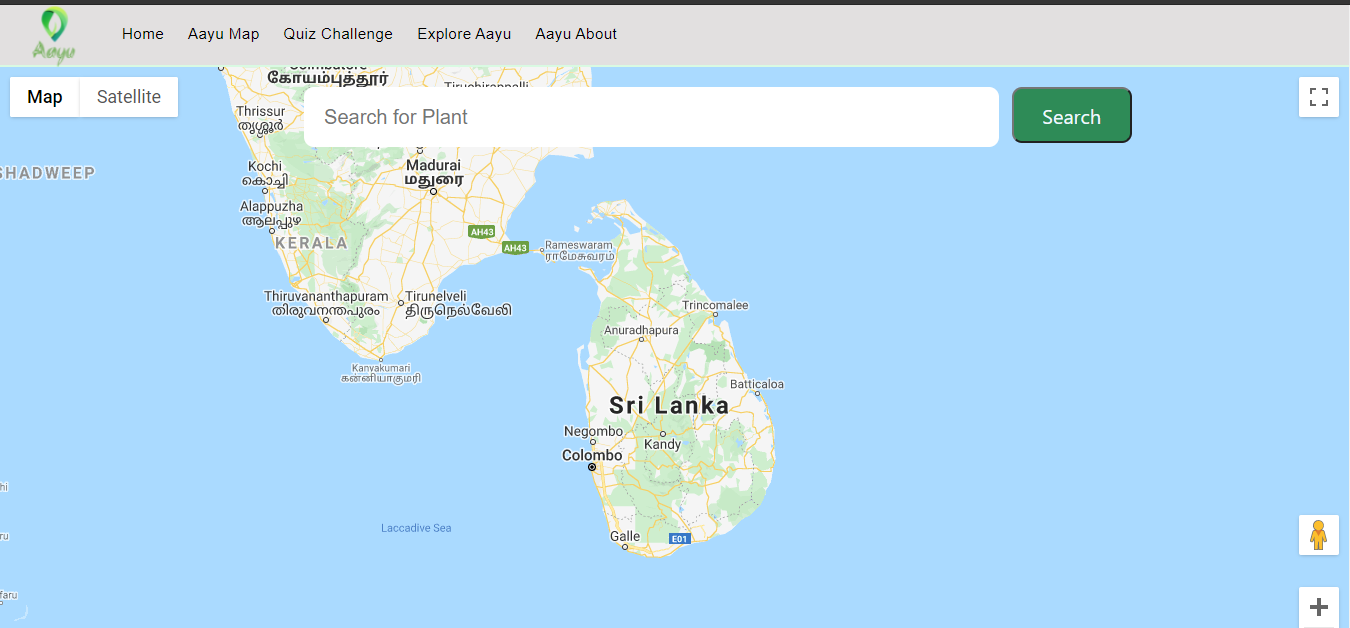 Aayu
Home Aayu Map Quiz Challenge Explore Aayu Aayu About
Map Satellite
Search for Plant
Search
கோயம்புத்தூர்
Tiruchirappalli
Thrissur
തൃശ്ശൂർ
SHADWEEP
Kochi
കൊച്ചി
Madurai
மதுரை
Alappuzha
ആലപ്പുഴ
KERALA
AH43
AH43
Rameswaram
ராமேசுவரம்
Thiruvananthapuram
തിരുവനന്തപുരം
Tirunelveli
திருநெல்வேலி
Trincomalee
Anuradhapura
Kanyakumari
கன்னியாகுமரி
Batticaloa
Sri Lanka
Negombo
Kandy
Colombo
Laccadive Sea
Galle
E01